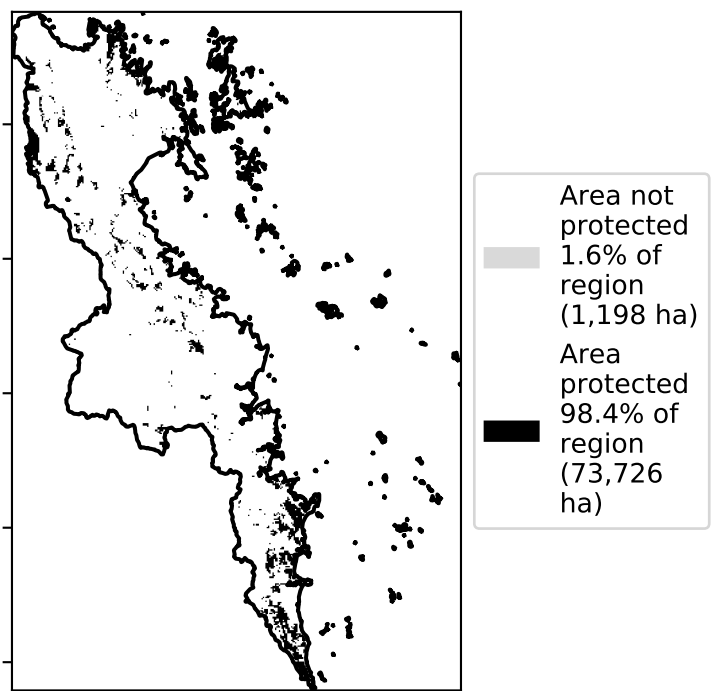 Area not
protected
1.6% of
region
(1,198 ha)
Area
protected
98.4% of
region
(73,726
ha)